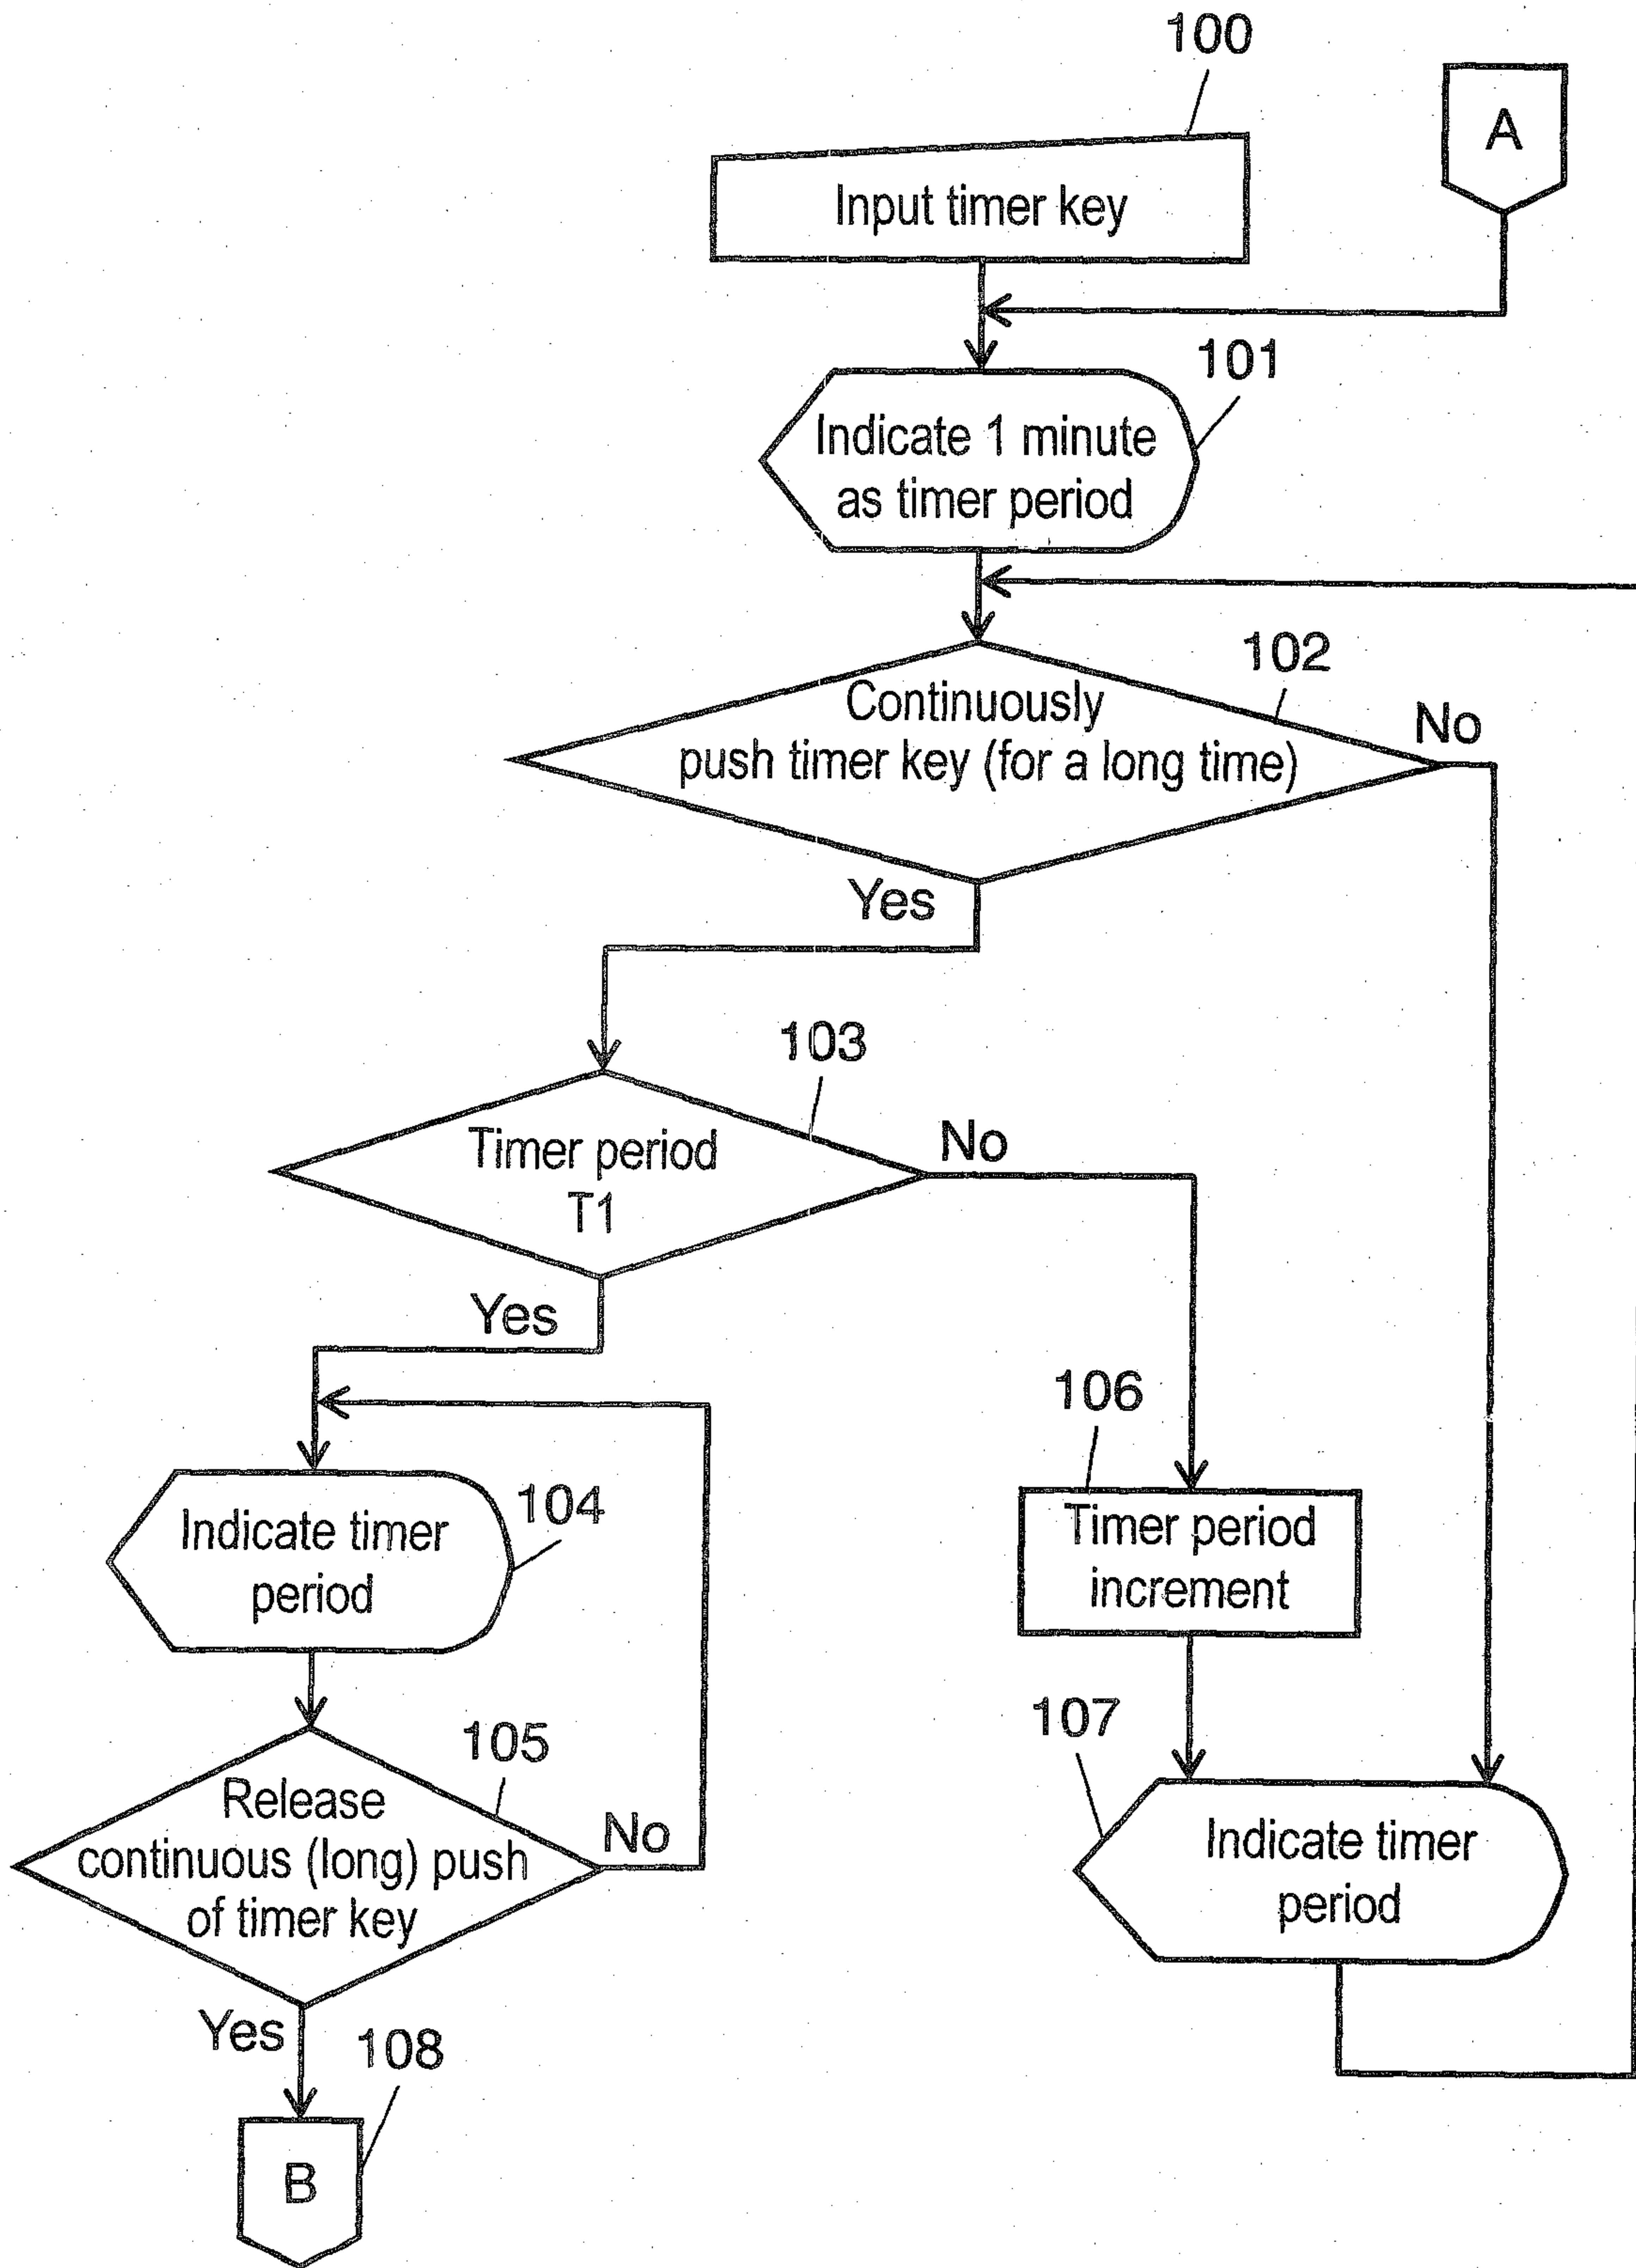 100
A
Input timer key
101
Indicate 1 minute
as timer period
102
Continuously
push timer key (for a long time)
No
Yes
103
Timer period
T1
No
Yes
106
104
Indicate timer
period
Timer period
increment
107
105
Release
continuous (long) push
of timer key
No
Indicate timer
period
Yes
108
B